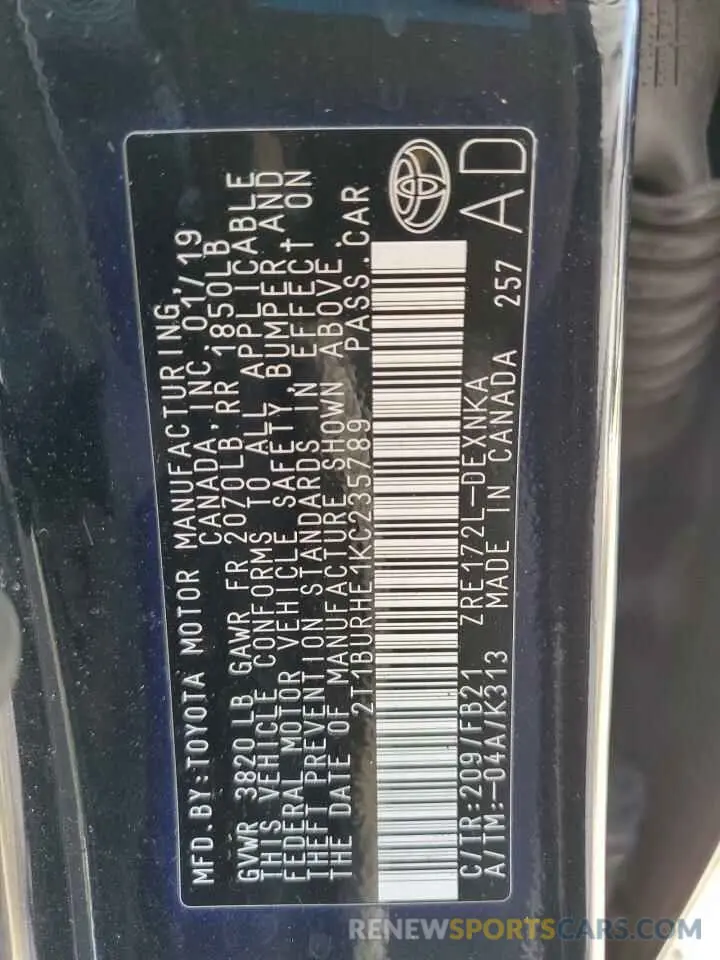 MFD.BY:TOYOTA MOTOR MANUFACTURING,
CANADA,INC. 01/19
GVWR 3820LB GAWR FR 2070LB RR 1850LB
THIS VEHICLE CONFORMS TO ALL APPLICABLE
FEDERAL MOTOR VEHICLE SAFETY,BUMPER,AND
THEFT PREVENTION STANDARDS IN EFFECT ON
THE DATE OF MANUFACTURE SHOWN ABOVE.
2T1BURHE1KC235789 PASS.CAR
C/TR:209/FB21 ZRE172L-DEXNKA
A/TM:-04A/K313 MADE IN CANADA 257
AD
RENEWSPORTSCARS.COM